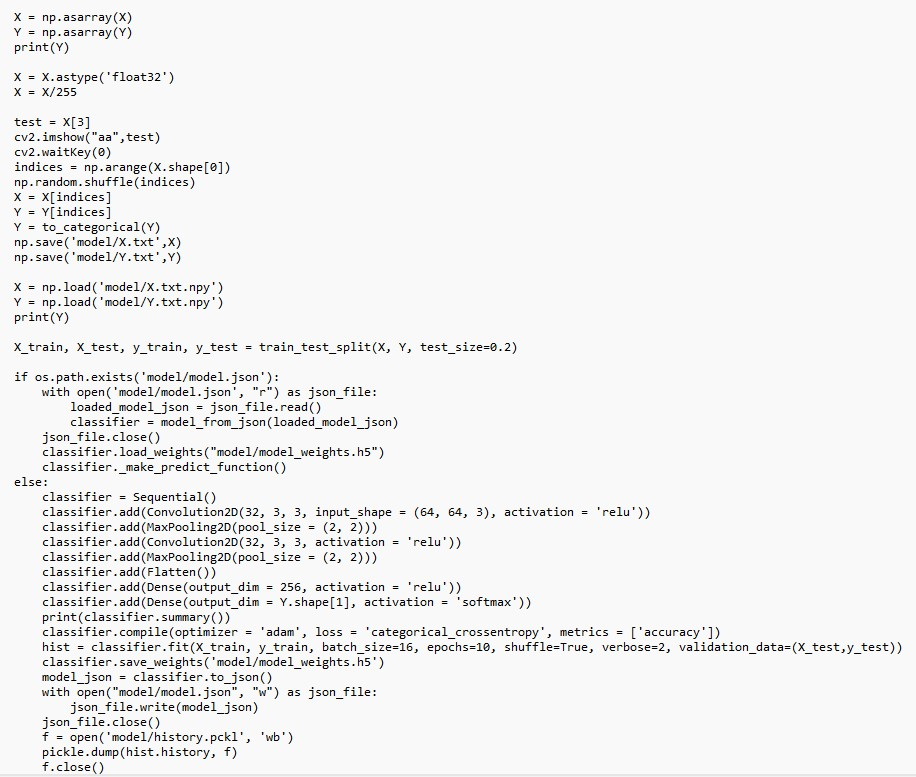 X = np.asarray(X)
Y = np.asarray(Y)
print(Y)

X = X.astype('float32')
X = X/255

test = X[3]
cv2.imshow("aa",test)
cv2.waitKey(0)
indices = np.arange(X.shape[0])
np.random.shuffle(indices)
X = X[indices]
Y = Y[indices]
Y = to_categorical(Y)
np.save('model/X.txt',X)
np.save('model/Y.txt',Y)

X = np.load('model/X.txt.npy')
Y = np.load('model/Y.txt.npy')
print(Y)

X_train, X_test, y_train, y_test = train_test_split(X, Y, test_size=0.2)

if os.path.exists('model/model.json'):
    with open('model/model.json', "r") as json_file:
        loaded_model_json = json_file.read()
        classifier = model_from_json(loaded_model_json)
    json_file.close()
    classifier.load_weights("model/model_weights.h5")
    classifier._make_predict_function()
else:
    classifier = Sequential()
    classifier.add(Convolution2D(32, 3, 3, input_shape = (64, 64, 3), activation = 'relu'))
    classifier.add(MaxPooling2D(pool_size = (2, 2)))
    classifier.add(Convolution2D(32, 3, 3, activation = 'relu'))
    classifier.add(MaxPooling2D(pool_size = (2, 2)))
    classifier.add(Flatten())
    classifier.add(Dense(output_dim = 256, activation = 'relu'))
    classifier.add(Dense(output_dim = Y.shape[1], activation = 'softmax'))
    print(classifier.summary())
    classifier.compile(optimizer = 'adam', loss = 'categorical_crossentropy', metrics = ['accuracy'])
    hist = classifier.fit(X_train, y_train, batch_size=16, epochs=10, shuffle=True, verbose=2, validation_data=(X_test,y_test))
    classifier.save_weights('model/model_weights.h5')
    model_json = classifier.to_json()
    with open("model/model.json", "w") as json_file:
        json_file.write(model_json)
    json_file.close()
    f = open('model/history.pckl', 'wb')
    pickle.dump(hist.history, f)
    f.close()